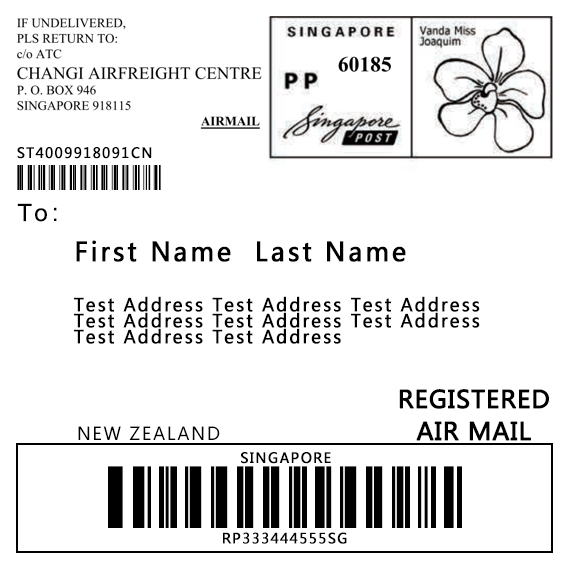 IF UNDELIVERED,
PLS RETURN TO:
c/o ATC
CHANGI AIRFREIGHT CENTRE
P. O. BOX 946
SINGAPORE 918115
AIRMAIL
SINGAPORE
60185
PP
Singapore
POST
Vanda Miss
Joaquim
ST4009918091CN
To:
First Name Last Name
Test Address Test Address Test Address
Test Address Test Address Test Address
Test Address Test Address
REGISTERED
NEW ZEALAND AIR MAIL
SINGAPORE
RP333444555SG